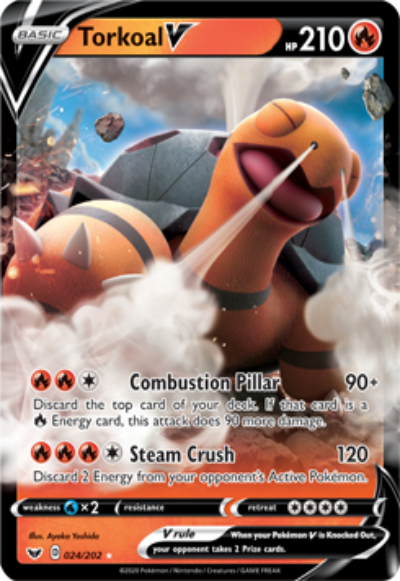 BASIC Torkoal V HP 210
Combustion Pillar 90+
Discard the top card of your deck. If that card is a
Energy card, this attack does 90 more damage.
Steam Crush 120
Discard 2 Energy from your opponent's Active Pokémon.
weakness ×2 resistance retreat
Illus. Ayaka Yoshida
024/202
V rule
When your Pokémon V is Knocked Out,
your opponent takes 2 Prize cards.
©2020 Pokémon / Nintendo / Creatures / GAME FREAK